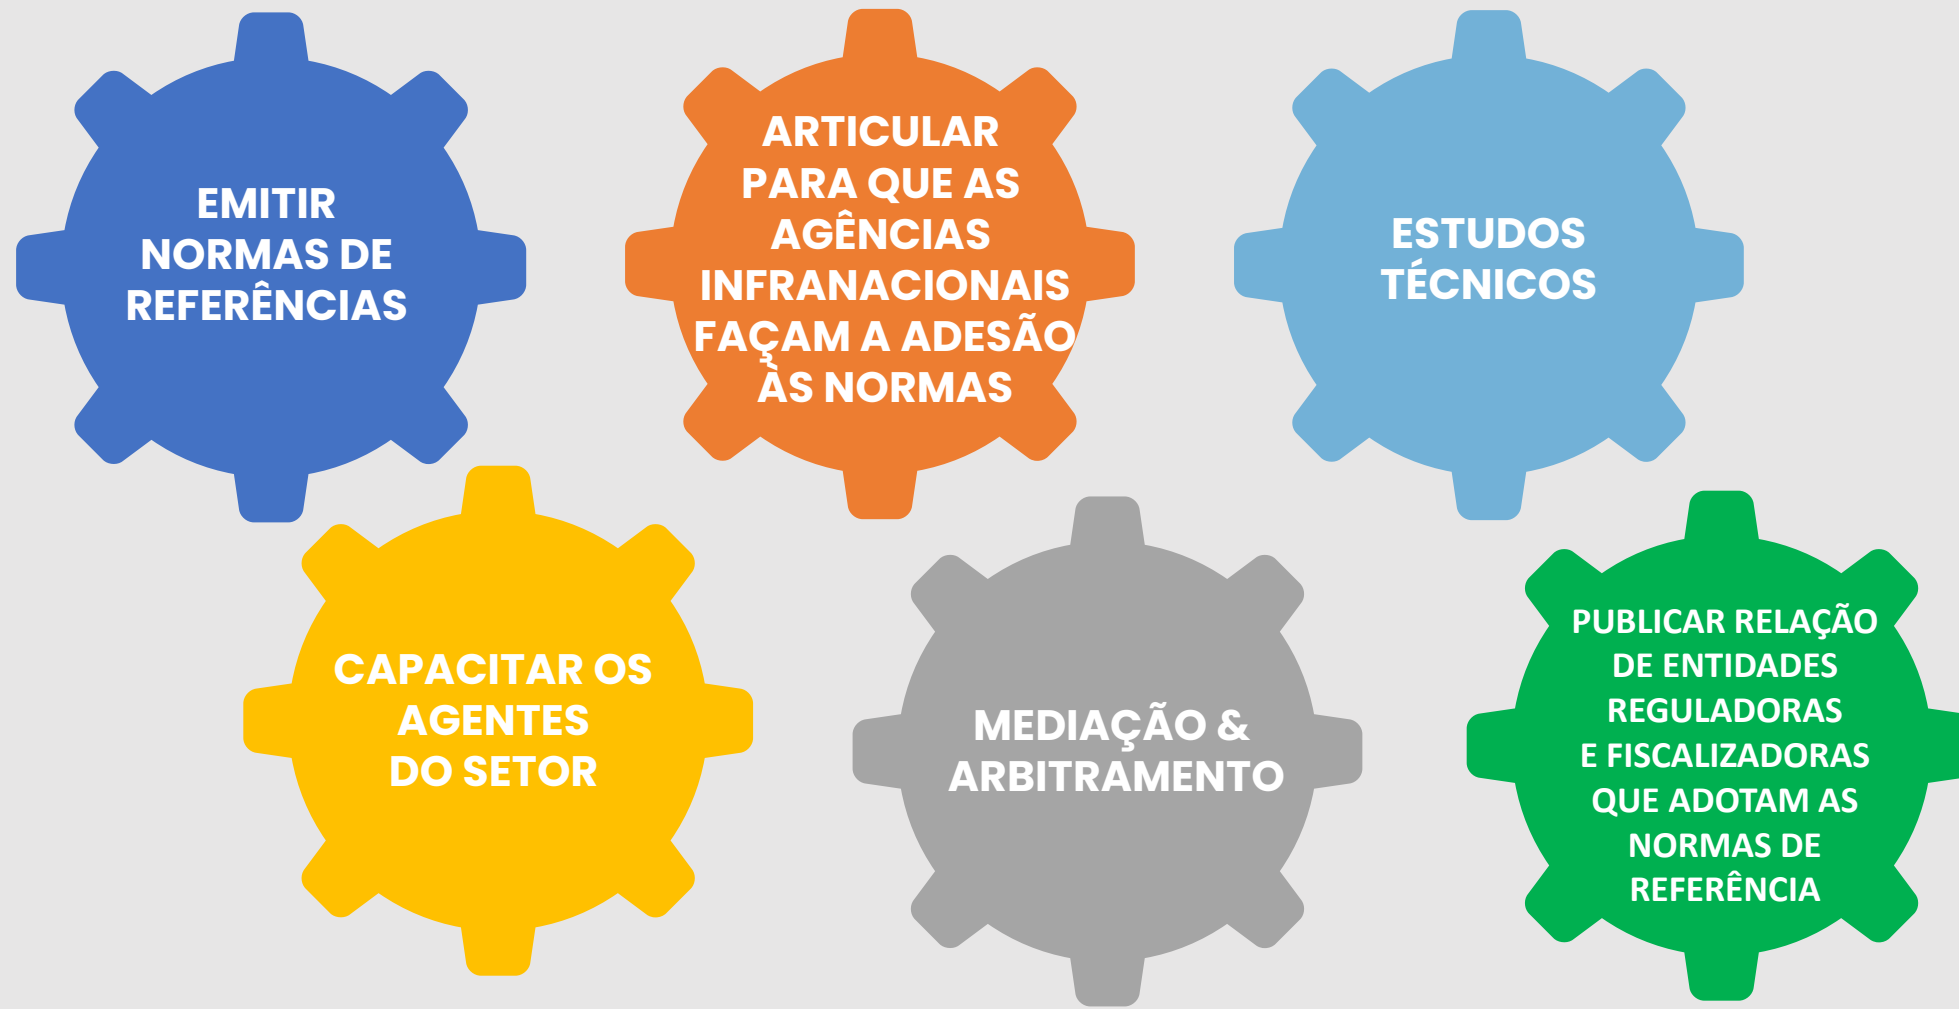 EMITIR
NORMAS DE
REFERÊNCIAS
ARTICULAR
PARA QUE AS
AGÊNCIAS
INFRANACIONAIS
FAÇAM A ADESÃO
ÀS NORMAS
ESTUDOS
TÉCNICOS
CAPACITAR OS
AGENTES
DO SETOR
MEDIAÇÃO &
ARBITRAMENTO
PUBLICAR RELAÇÃO
DE ENTIDADES
REGULADORAS
E FISCALIZADORAS
QUE ADOTAM AS
NORMAS DE
REFERÊNCIA